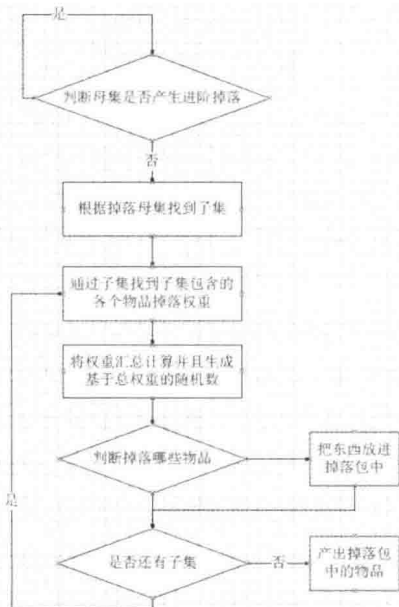 是
判断母集是否产生进阶掉落
否
根据掉落母集找到子集
通过子集找到子集包含的
各个物品掉落权重
将权重汇总计算并且生成
基于总权重的随机数
判断掉落哪些物品
把东西放进
掉落包中
是
是否还有子集
否
产出掉落包
中的物品